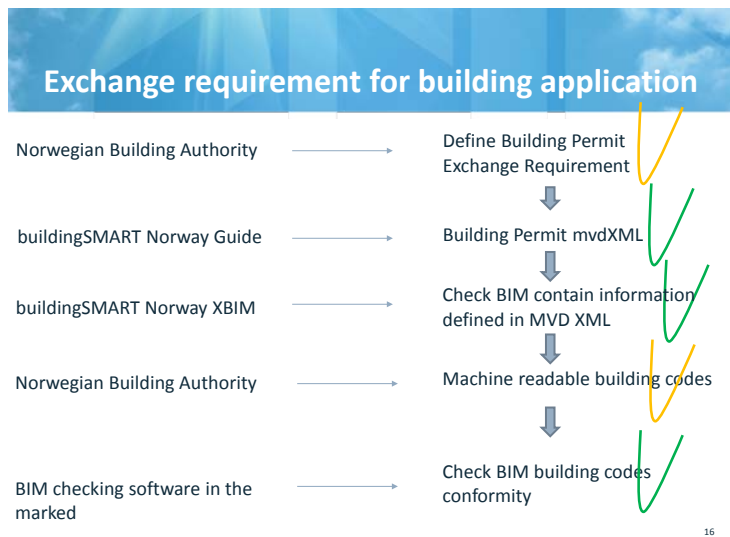 Exchange requirement for building application
Norwegian Building Authority
Define Building Permit
Exchange Requirement
buildingSMART Norway Guide
Building Permit mvdXML
buildingSMART Norway XBIM
Check BIM contain information
defined in MVD XML
Norwegian Building Authority
Machine readable building codes
BIM checking software in the
marked
Check BIM building codes
conformity
16